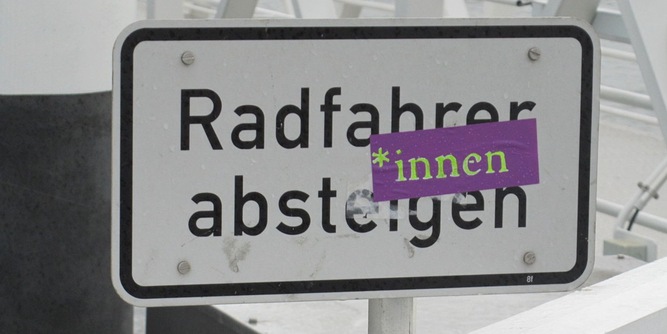 Radfahrer
*innen
absteigen